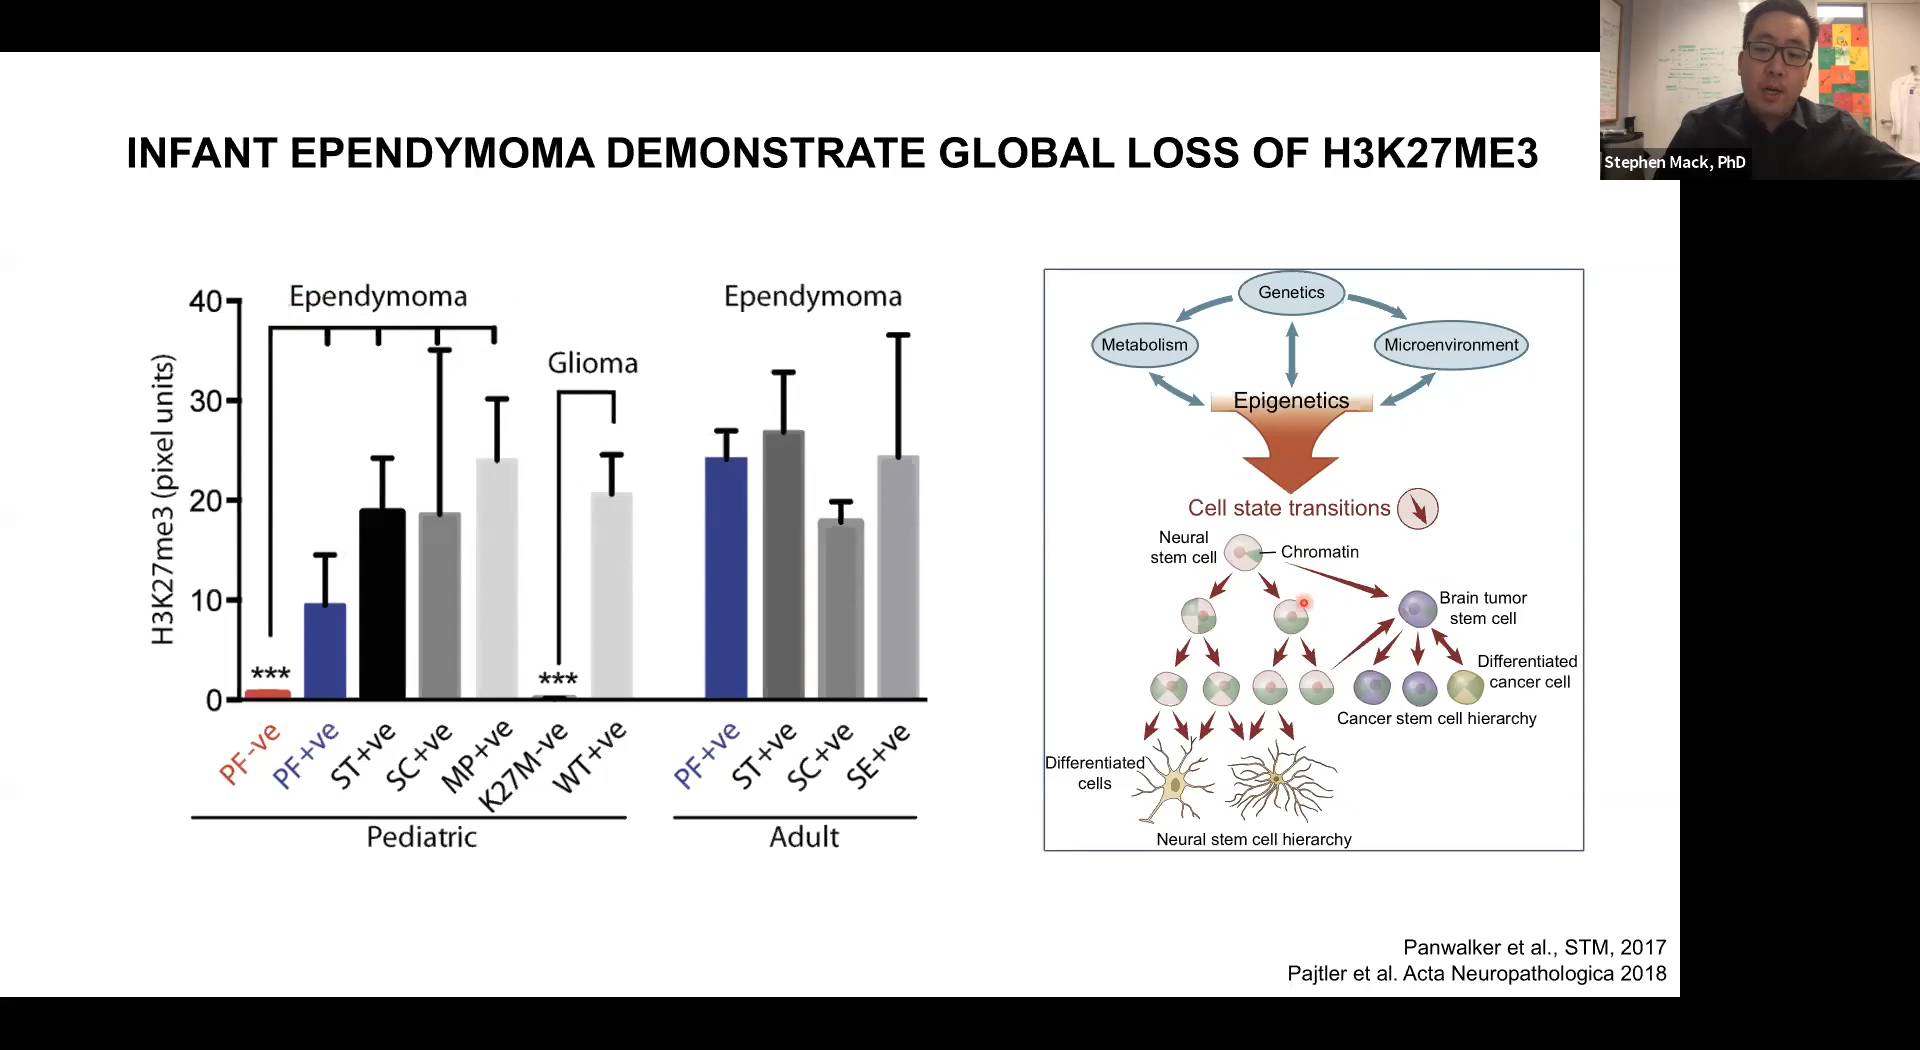 Stephen Mack, PhD
INFANT EPENDYMOMA DEMONSTRATE GLOBAL LOSS OF H3K27ME3
Ependymoma
Glioma
Ependymoma
H3K27me3 (pixel units)
40
30
20
10
0
***
***
PF-ve
PF+ve
ST+ve
SC+ve
MP+ve
K27M-ve
WT+ve
PF+ve
ST+ve
SC+ve
SE+ve
Pediatric
Adult
Genetics
Metabolism
Microenvironment
Epigenetics
Cell state transitions
Neural
stem cell
Chromatin
Brain tumor
stem cell
Differentiated
cancer cell
Cancer stem cell hierarchy
Differentiated
cells
Neural stem cell hierarchy
Panwalker et al., STM, 2017
Pajtler et al. Acta Neuropathologica 2018